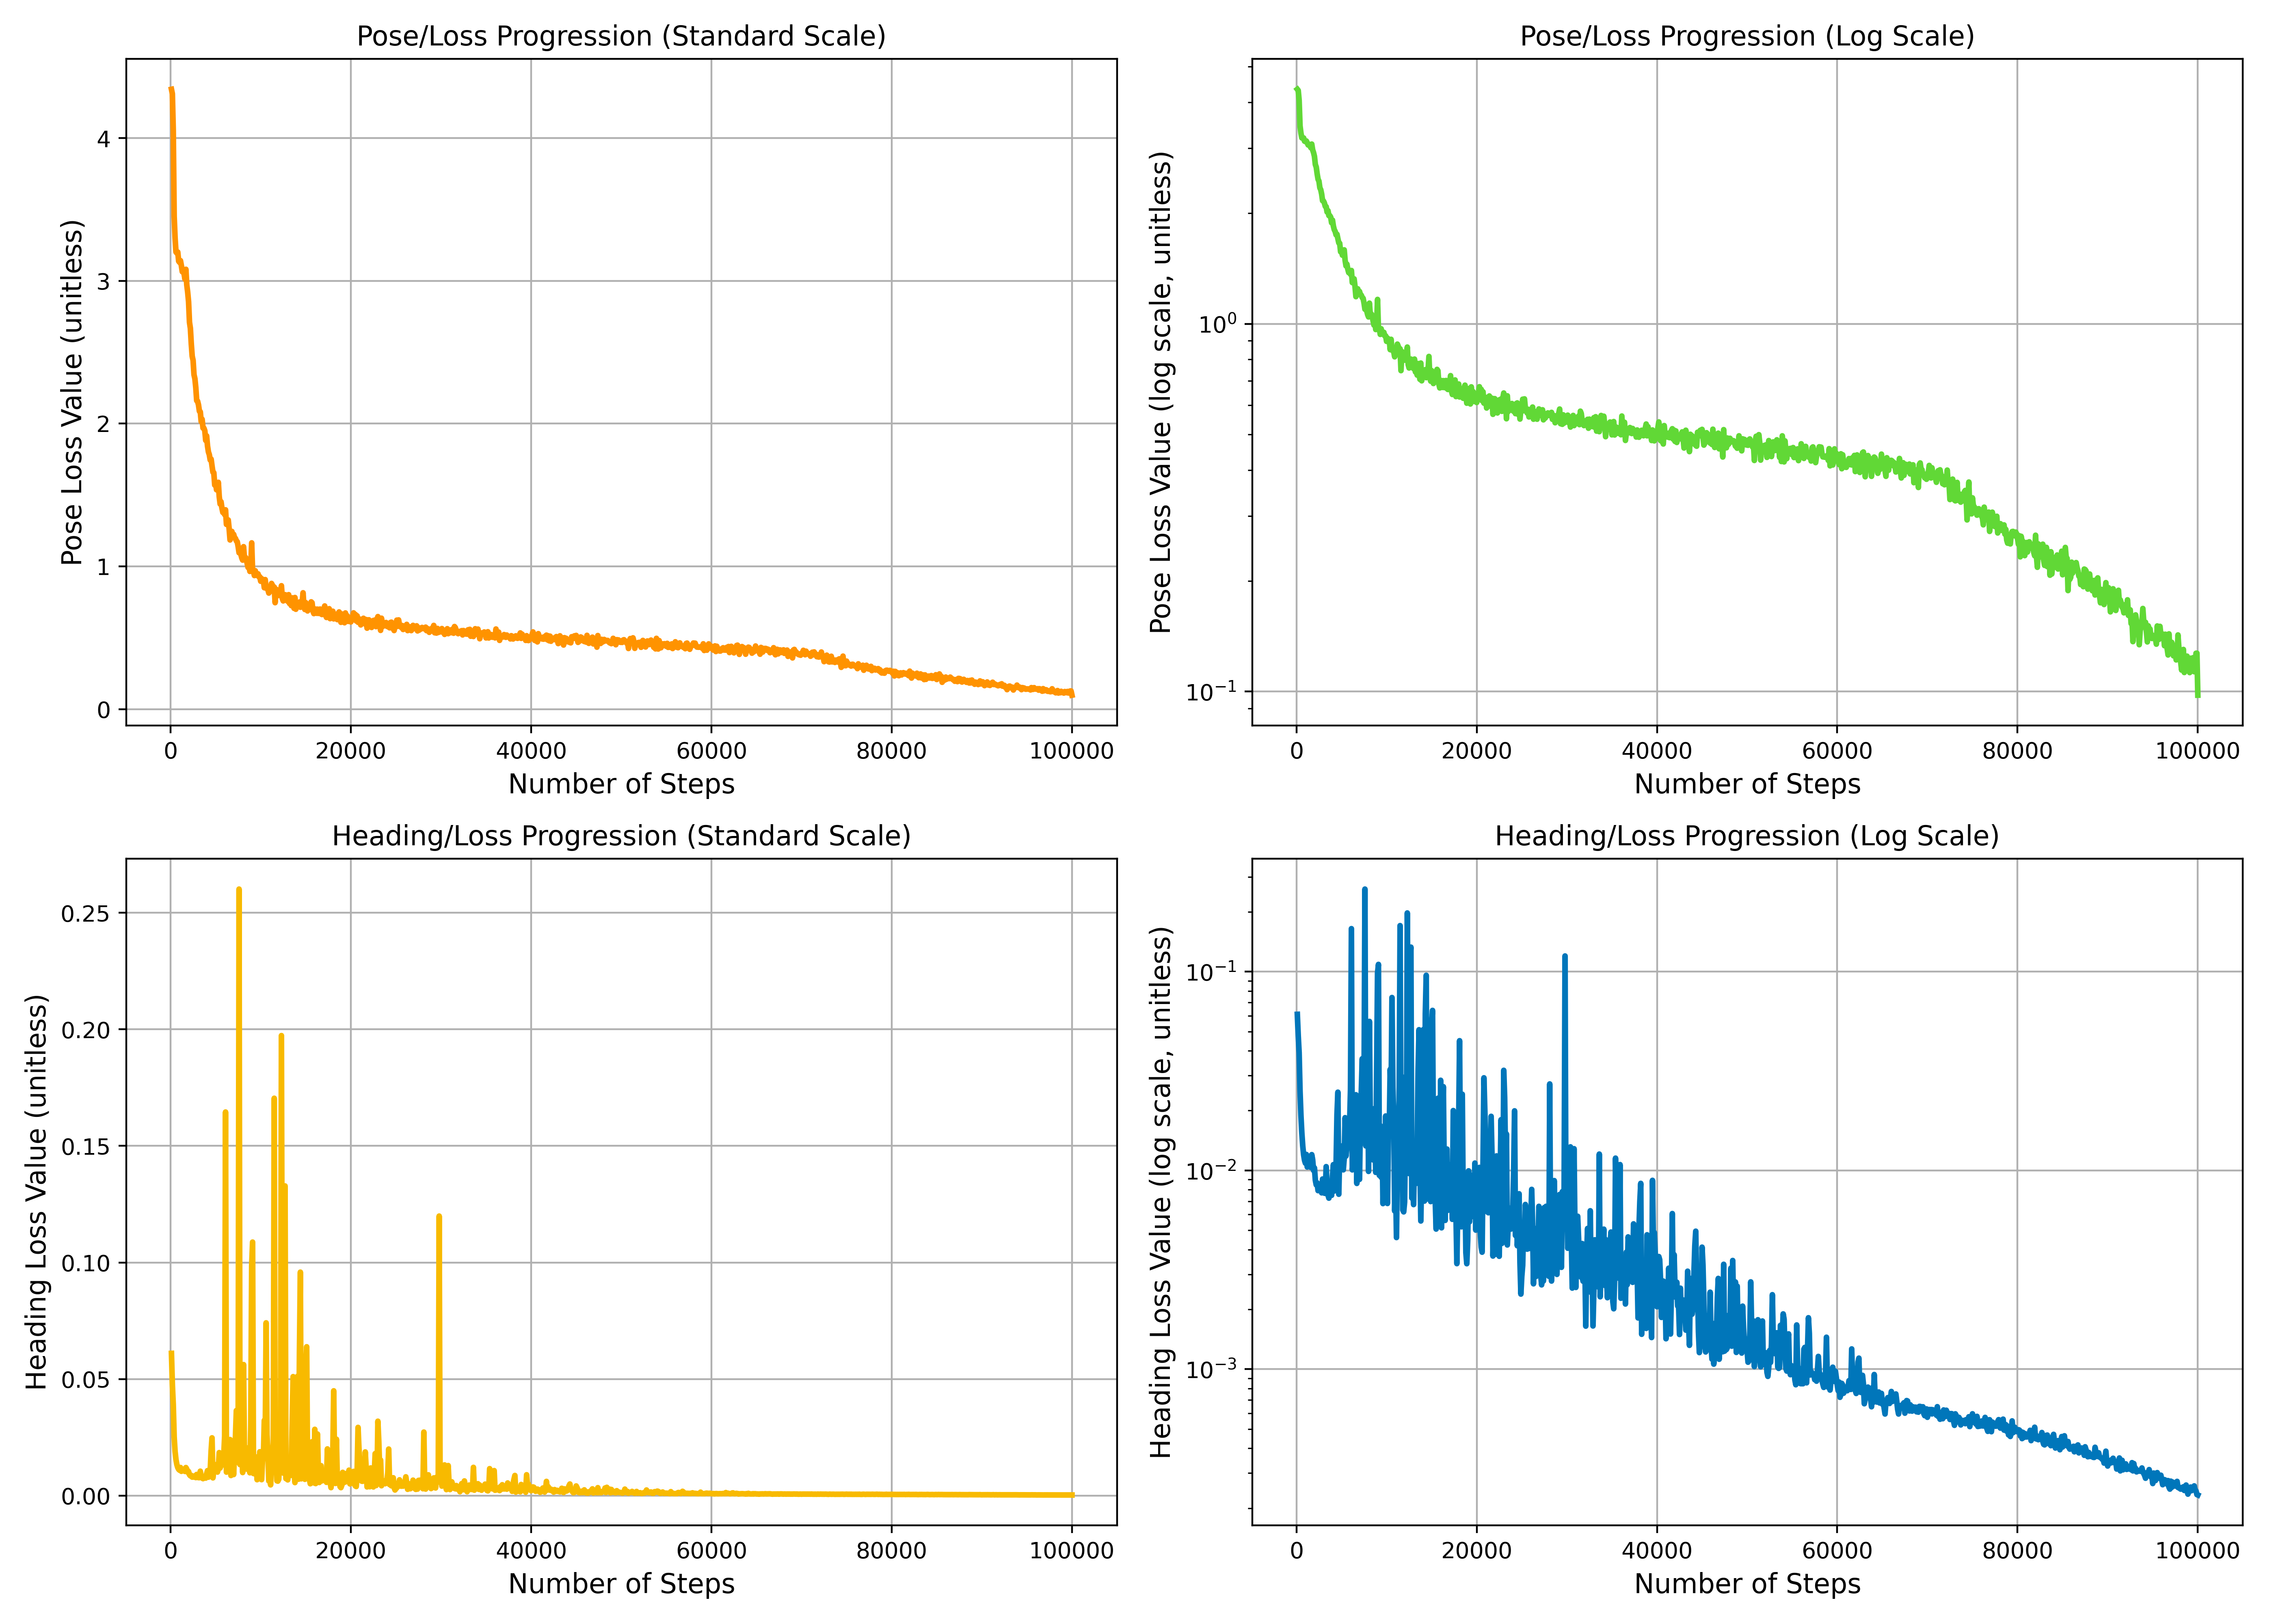 Pose/Loss Progression (Standard Scale)
Pose Loss Value (unitless)
4
3
2
1
0
0 20000 40000 60000 80000 100000
Number of Steps
Pose/Loss Progression (Log Scale)
Pose Loss Value (log scale, unitless)
10⁰
10⁻¹
0 20000 40000 60000 80000 100000
Number of Steps
Heading/Loss Progression (Standard Scale)
Heading Loss Value (unitless)
0.25
0.20
0.15
0.10
0.05
0.00
0 20000 40000 60000 80000 100000
Number of Steps
Heading/Loss Progression (Log Scale)
Heading Loss Value (log scale, unitless)
10⁻¹
10⁻²
10⁻³
0 20000 40000 60000 80000 100000
Number of Steps